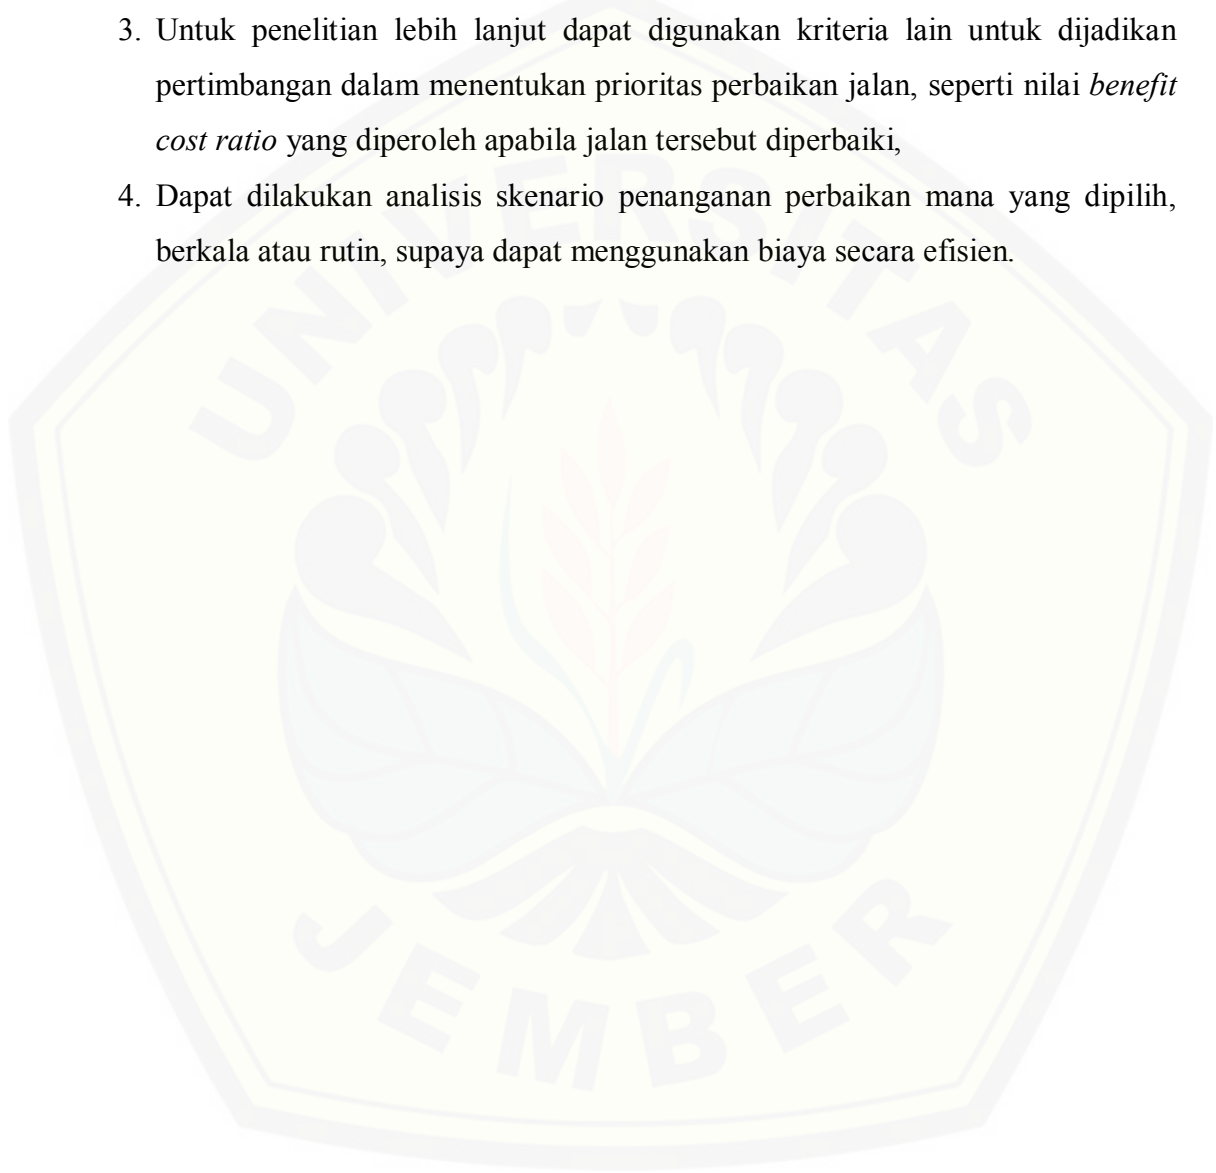 3. Untuk penelitian lebih lanjut dapat digunakan kriteria lain untuk dijadikan
pertimbangan dalam menentukan prioritas perbaikan jalan, seperti nilai benefit
cost ratio yang diperoleh apabila jalan tersebut diperbaiki,
4. Dapat dilakukan analisis skenario penanganan perbaikan mana yang dipilih,
berkala atau rutin, supaya dapat menggunakan biaya secara efisien.
UNIVERSITAS
JEMBER